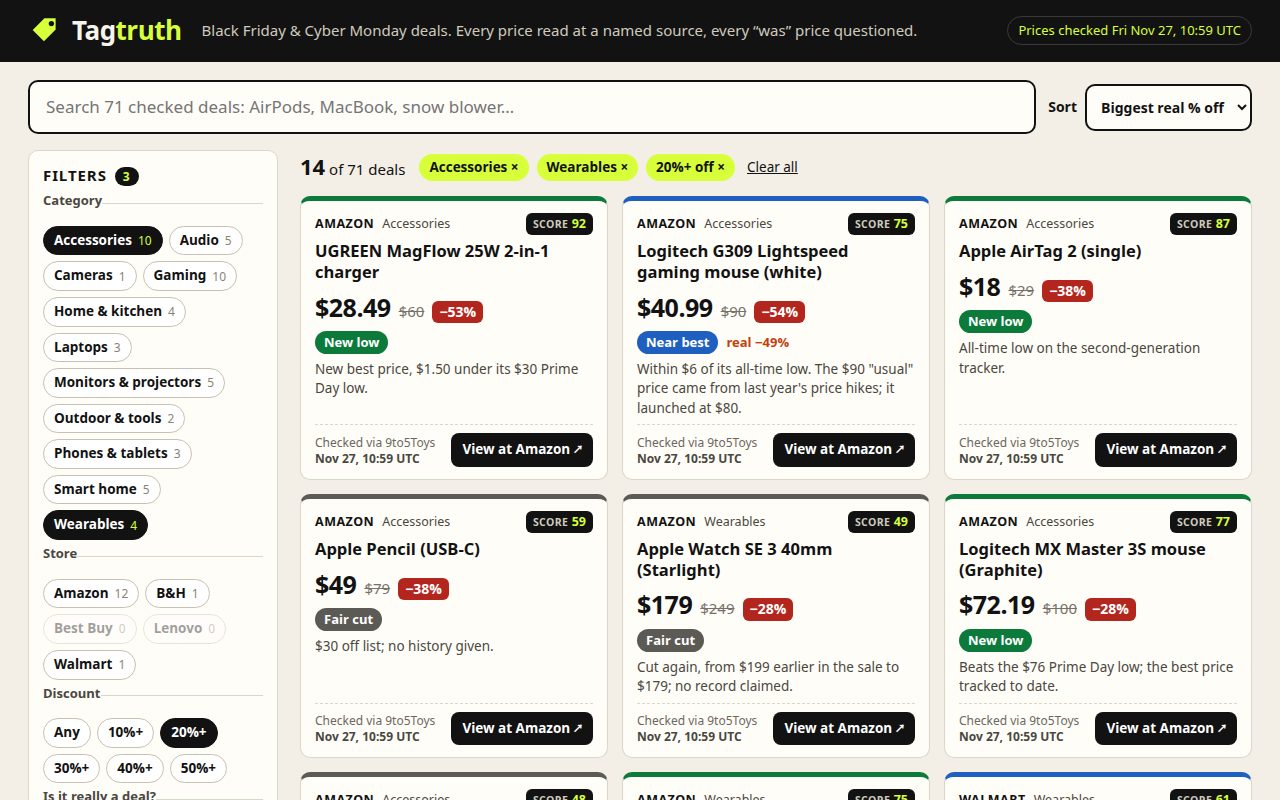 Tagtruth
Black Friday & Cyber Monday deals. Every price read at a named source, every “was” price questioned.
Prices checked Fri Nov 27, 10:59 UTC
Search 71 checked deals: AirPods, MacBook, snow blower...
Sort
Biggest real % off
FILTERS 3
Category
Accessories 10
Audio 5
Cameras 1
Gaming 10
Home & kitchen 4
Laptops 3
Monitors & projectors 5
Outdoor & tools 2
Phones & tablets 3
Smart home 5
Wearables 4
Store
Amazon 12
B&H 1
Best Buy 0
Lenovo 0
Walmart 1
Discount
Any
10%+
20%+
30%+
40%+
50%+
Is it really a deal?
14 of 71 deals
Accessories ×
Wearables ×
20%+ off ×
Clear all
AMAZON Accessories
SCORE 92
UGREEN MagFlow 25W 2-in-1
charger
$28.49 $60 −53%
New low
New best price, $1.50 under its $30 Prime
Day low.
Checked via 9to5Toys
Nov 27, 10:59 UTC
View at Amazon ↗
AMAZON Accessories
SCORE 75
Logitech G309 Lightspeed
gaming mouse (white)
$40.99 $90 −54%
Near best real −49%
Within $6 of its all-time low. The $90 "usual"
price came from last year's price hikes; it
launched at $80.
Checked via 9to5Toys
Nov 27, 10:59 UTC
View at Amazon ↗
AMAZON Accessories
SCORE 87
Apple AirTag 2 (single)
$18 $29 −38%
New low
All-time low on the second-generation
tracker.
Checked via 9to5Toys
Nov 27, 10:59 UTC
View at Amazon ↗
AMAZON Accessories
SCORE 59
Apple Pencil (USB-C)
$49 $79 −38%
Fair cut
$30 off list; no history given.
Checked via 9to5Toys
Nov 27, 10:59 UTC
View at Amazon ↗
AMAZON Wearables
SCORE 49
Apple Watch SE 3 40mm
(Starlight)
$179 $249 −28%
Fair cut
Cut again, from $199 earlier in the sale to
$179; no record claimed.
Checked via 9to5Toys
Nov 27, 10:59 UTC
View at Amazon ↗
AMAZON Accessories
SCORE 77
Logitech MX Master 3S mouse
(Graphite)
$72.19 $100 −28%
New low
Beats the $76 Prime Day low; the best price
tracked to date.
Checked via 9to5Toys
Nov 27, 10:59 UTC
View at Amazon ↗
AMAZON Accessories
SCORE 48
AMAZON Wearables
SCORE 75
WALMART Wearables
SCORE 61